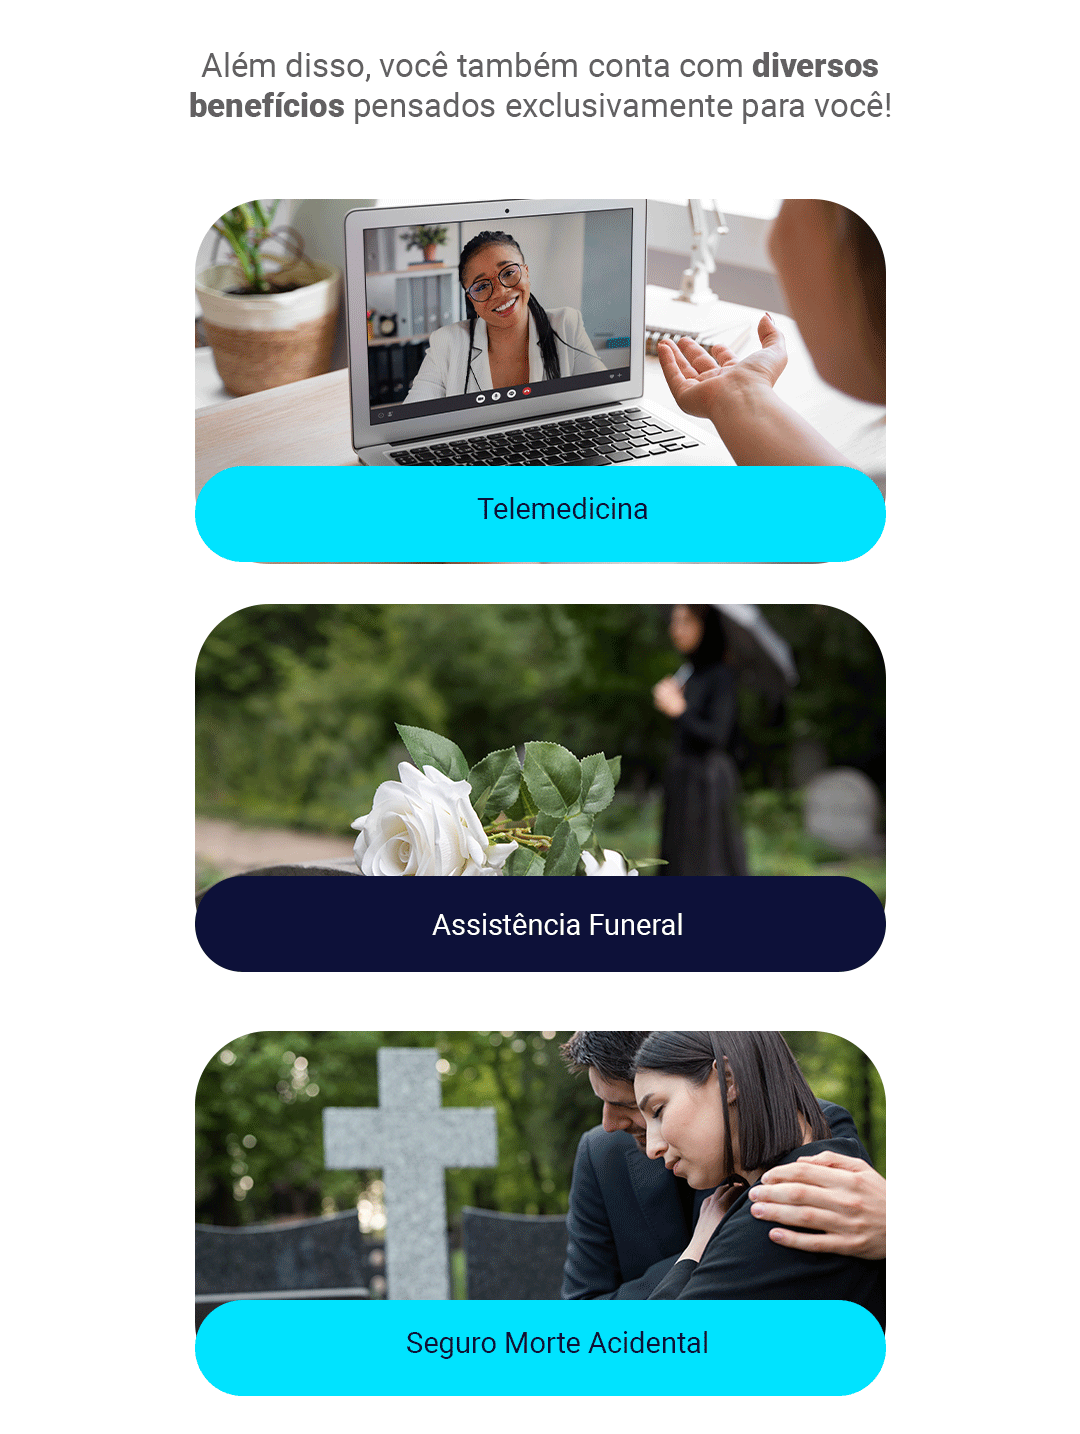 Além disso, você também conta com diversos
benefícios pensados exclusivamente para você!
Telemedicina
Assistência Funeral
Seguro Morte Acidental